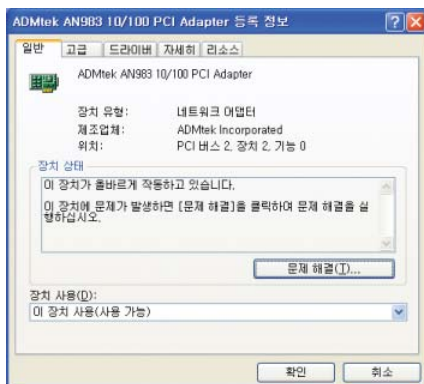 ADMtek AN983 10/100 PCI Adapter 등록 정보
일반 고급 드라이버 자세히 리소스
ADMtek AN983 10/100 PCI Adapter
장치 유형: 네트워크 어댑터
제조업체: ADMtek Incorporated
위치: PCI 버스 2, 장치 2, 기능 0
장치 상태
이 장치가 올바르게 작동하고 있습니다.
이 장치에 문제가 발생하면 [문제 해결]을 클릭하여 문제 해결을 실
행하십시오.
문제 해결(T)...
장치 사용(D):
이 장치 사용(사용 가능)
확인 취소